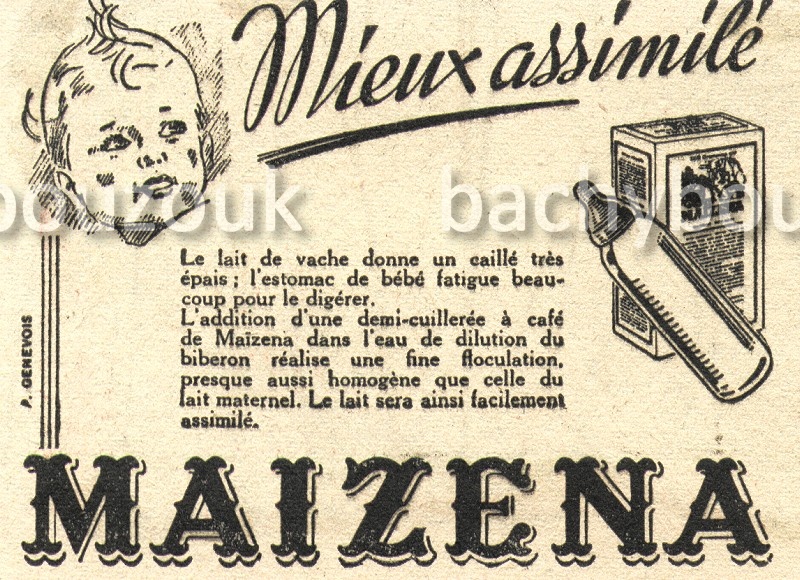 Mieux assimilé
bouzouk
bachybou
Le lait de vache donne un caillé très
épais ; l'estomac de bébé fatigue beau-
coup pour le digérer.
L'addition d'une demi-cuillerée à café
de Maïzena dans l'eau de dilution du
biberon réalise une fine floculation,
presque aussi homogène que celle du
lait maternel. Le lait sera ainsi facilement
assimilé.
P. GENEVOIS
MAIZENA